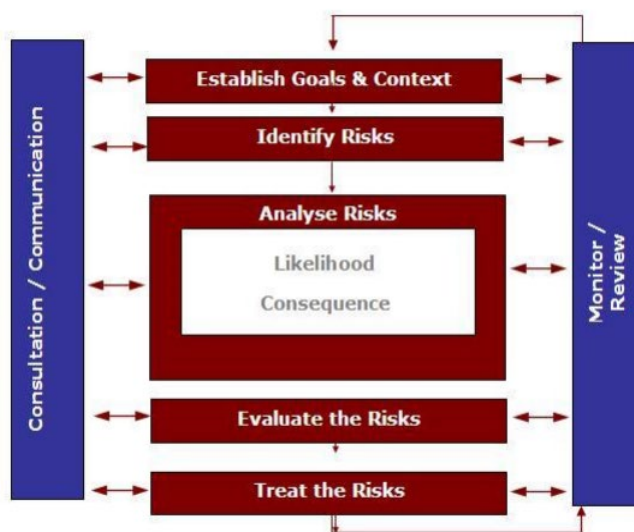 Establish Goals & Context
Identify Risks
Analyse Risks
Likelihood
Consequence
Evaluate the Risks
Treat the Risks
Consultation / Communication
Monitor /
Review